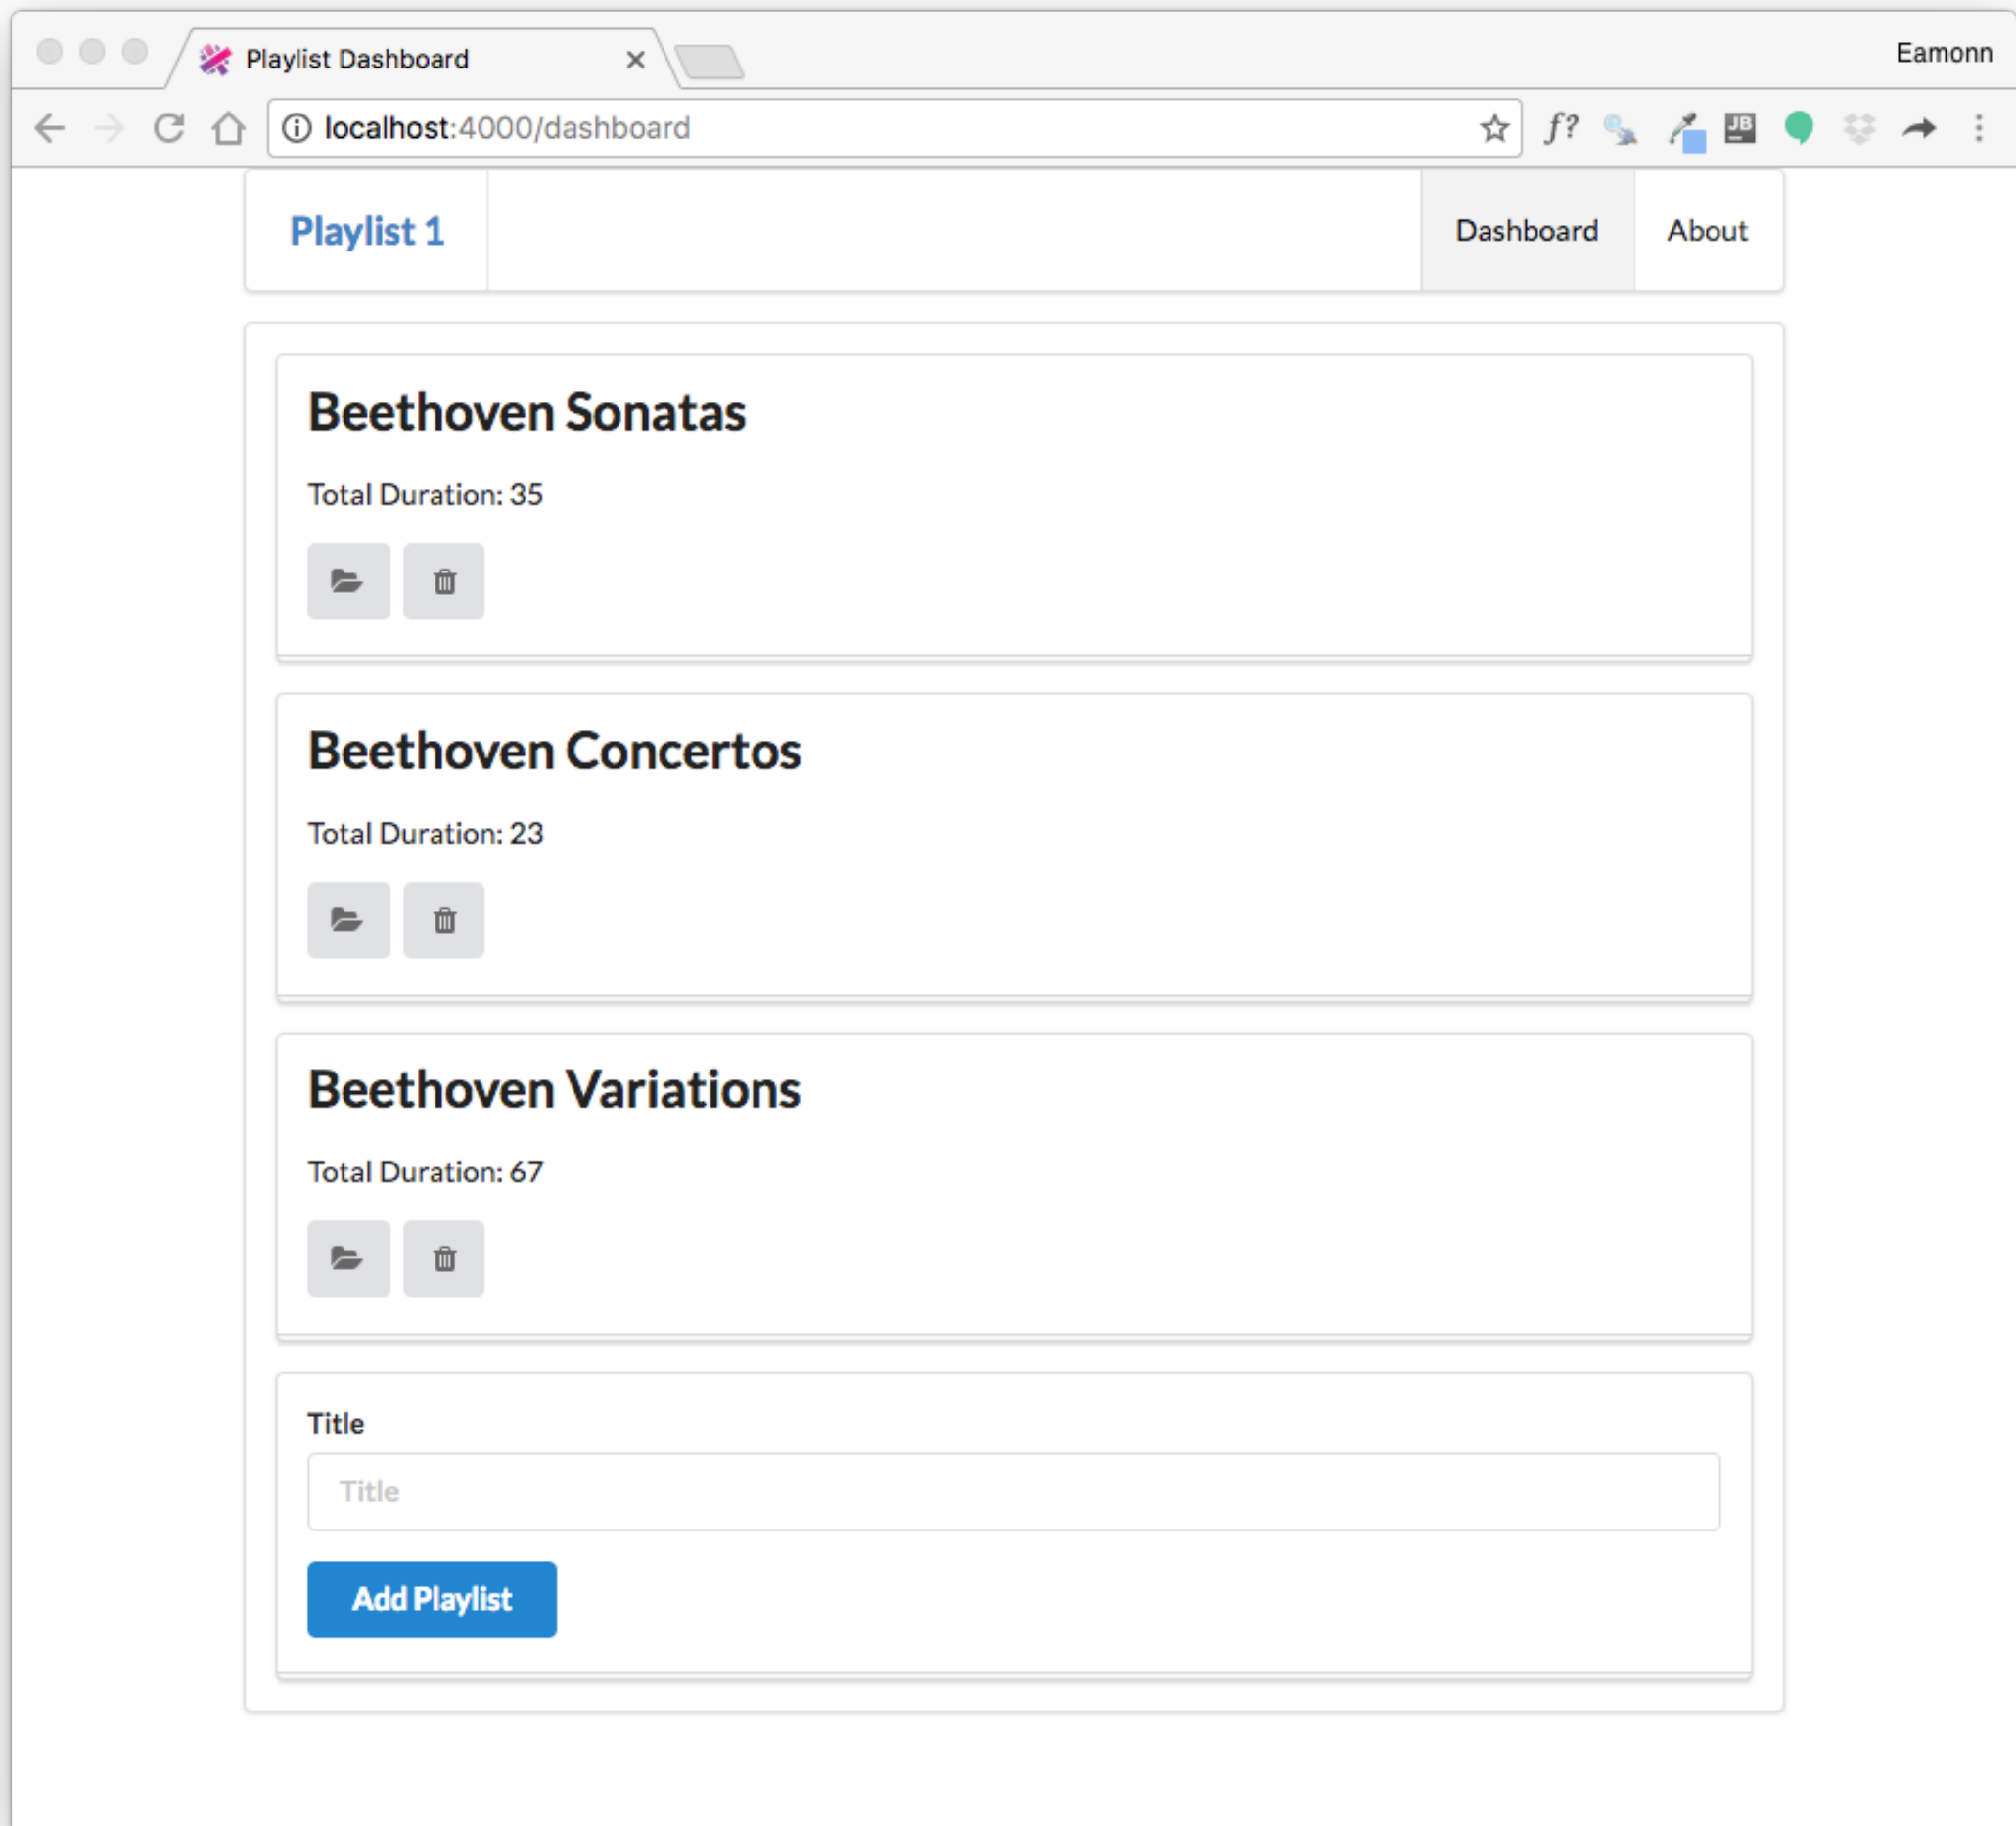 Playlist Dashboard
Eamonn
localhost:4000/dashboard
f?
JB
Playlist 1
Dashboard
About
Beethoven Sonatas
Total Duration: 35
Beethoven Concertos
Total Duration: 23
Beethoven Variations
Total Duration: 67
Title
Title
Add Playlist